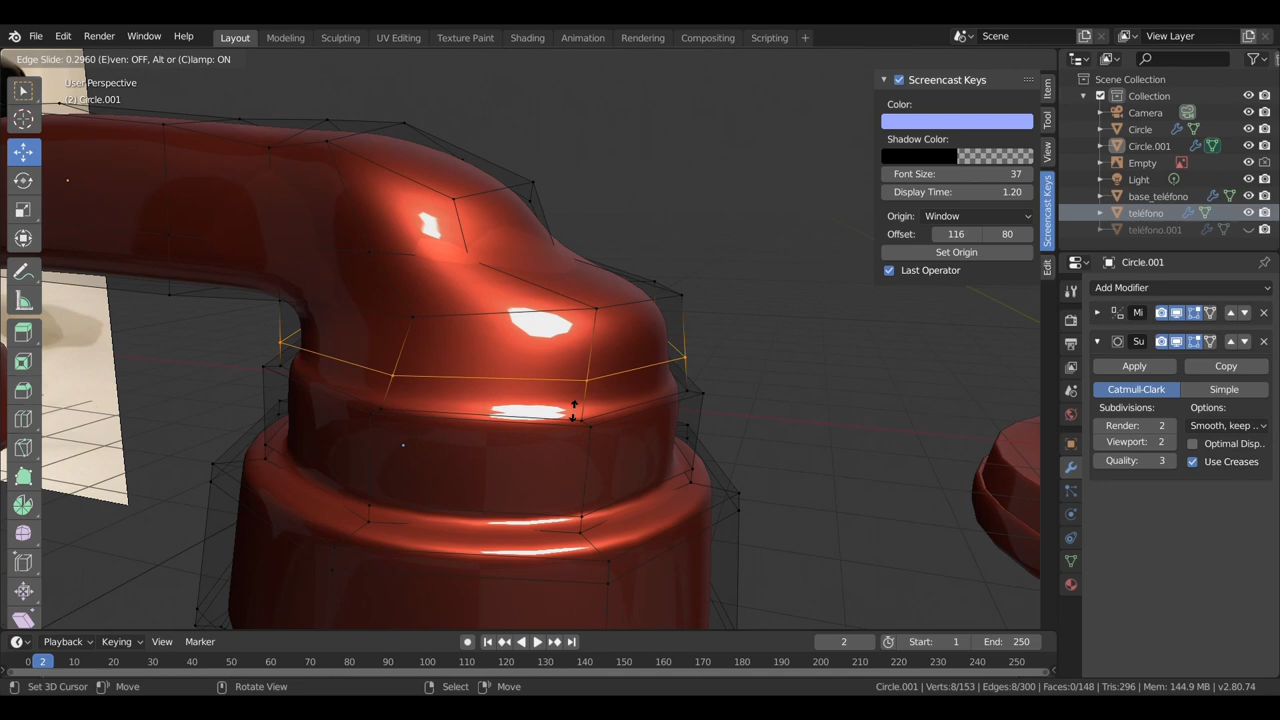 File Edit Render Window Help Layout Modeling Sculpting UV Editing Texture Paint Shading Animation Rendering Compositing Scripting + Scene View Layer
Edge Slide: 0.2960 (E)ven: OFF, Alt or (C)lamp: ON
User Perspective
(2) Circle.001
Screencast Keys
Color:
Shadow Color:
Font Size: 37
Display Time: 1.20
Origin: Window
Offset: 116 80
Set Origin
Last Operator
Item
Tool
View
Screencast Keys
Edit
Scene Collection
Collection
Camera
Circle
Circle.001
Empty
Light
base_teléfono
teléfono
teléfono.001
Circle.001
Add Modifier
Mi
Su
Apply Copy
Catmull-Clark Simple
Subdivisions: Options:
Render: 2 Smooth, keep ..
Viewport: 2 Optimal Disp..
Quality: 3 Use Creases
Playback Keying View Marker 2 Start: 1 End: 250
0 2 10 20 30 40 50 60 70 80 90 100 110 120 130 140 150 160 170 180 190 200 210 220 230 240 250
Set 3D Cursor Move Rotate View Select Move Circle.001 | Verts:8/153 | Edges:8/300 | Faces:0/148 | Tris:296 | Mem: 144.9 MB | v2.80.74